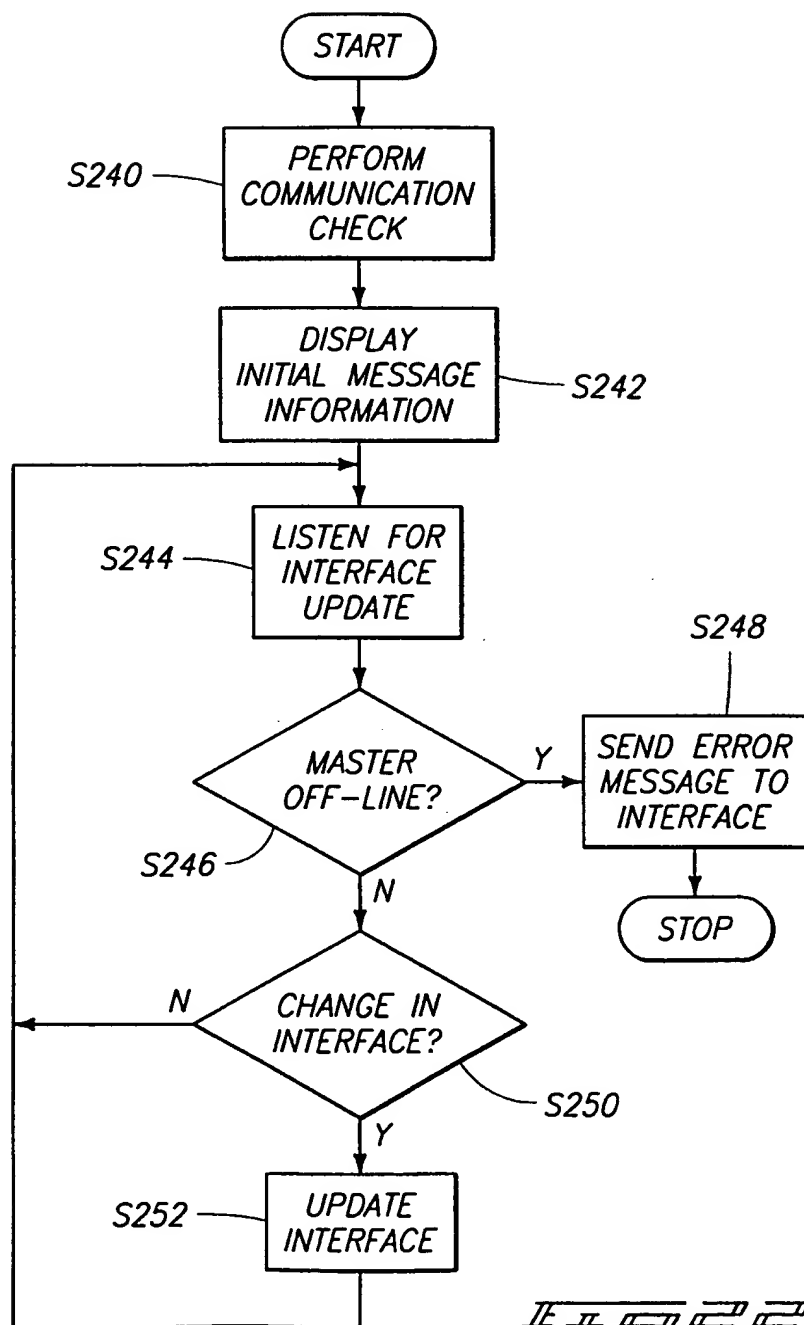 START
S240
PERFORM
COMMUNICATION
CHECK
DISPLAY
INITIAL MESSAGE
INFORMATION
S242
S244
LISTEN FOR
INTERFACE
UPDATE
S248
MASTER
OFF-LINE?
Y
SEND ERROR
MESSAGE TO
INTERFACE
S246
N
STOP
N
CHANGE IN
INTERFACE?
S250
Y
S252
UPDATE
INTERFACE